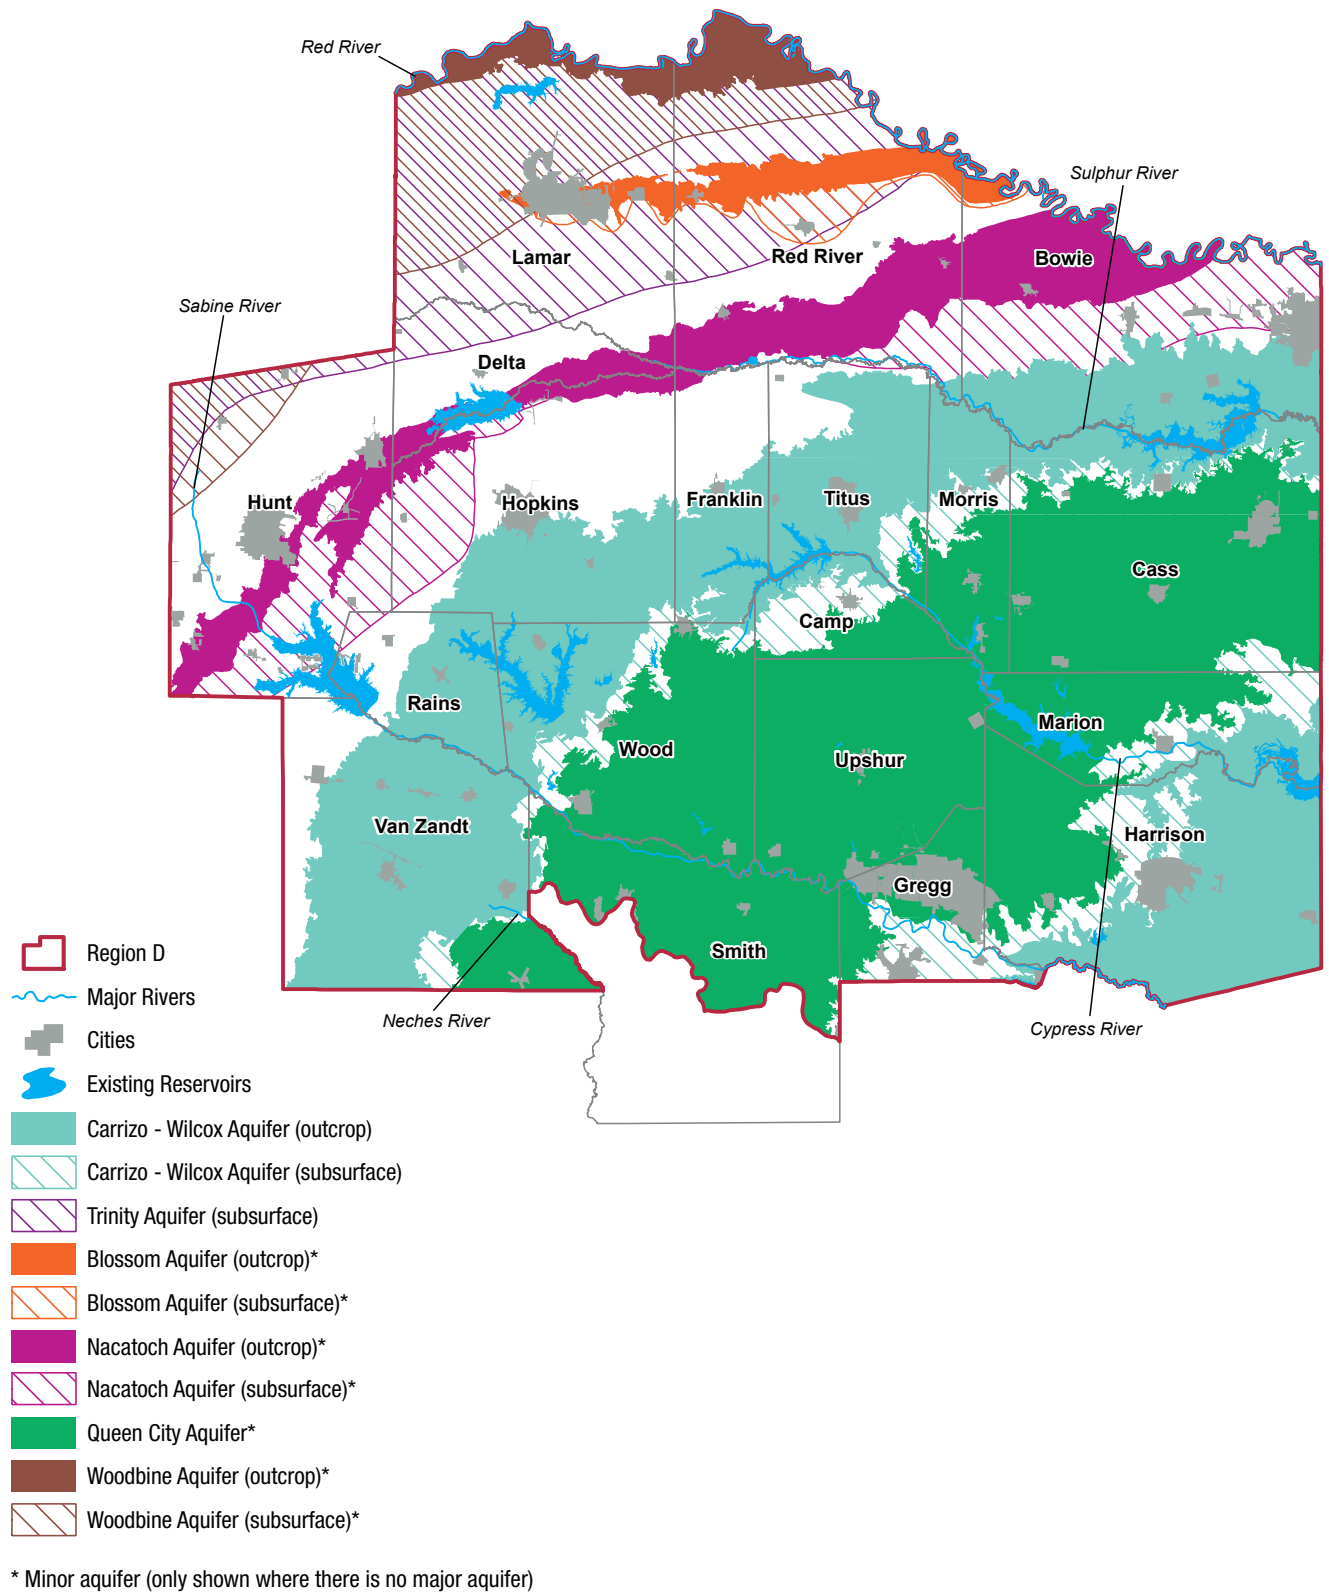 Red River
Sulphur River
Lamar
Red River
Bowie
Sabine River
Delta
Hunt
Hopkins
Franklin
Titus
Morris
Cass
Camp
Rains
Wood
Marion
Upshur
Van Zandt
Harrison
Gregg
Smith
Neches River
Cypress River
Region D
Major Rivers
Cities
Existing Reservoirs
Carrizo - Wilcox Aquifer (outcrop)
Carrizo - Wilcox Aquifer (subsurface)
Trinity Aquifer (subsurface)
Blossom Aquifer (outcrop)*
Blossom Aquifer (subsurface)*
Nacatoch Aquifer (outcrop)*
Nacatoch Aquifer (subsurface)*
Queen City Aquifer*
Woodbine Aquifer (outcrop)*
Woodbine Aquifer (subsurface)*
* Minor aquifer (only shown where there is no major aquifer)